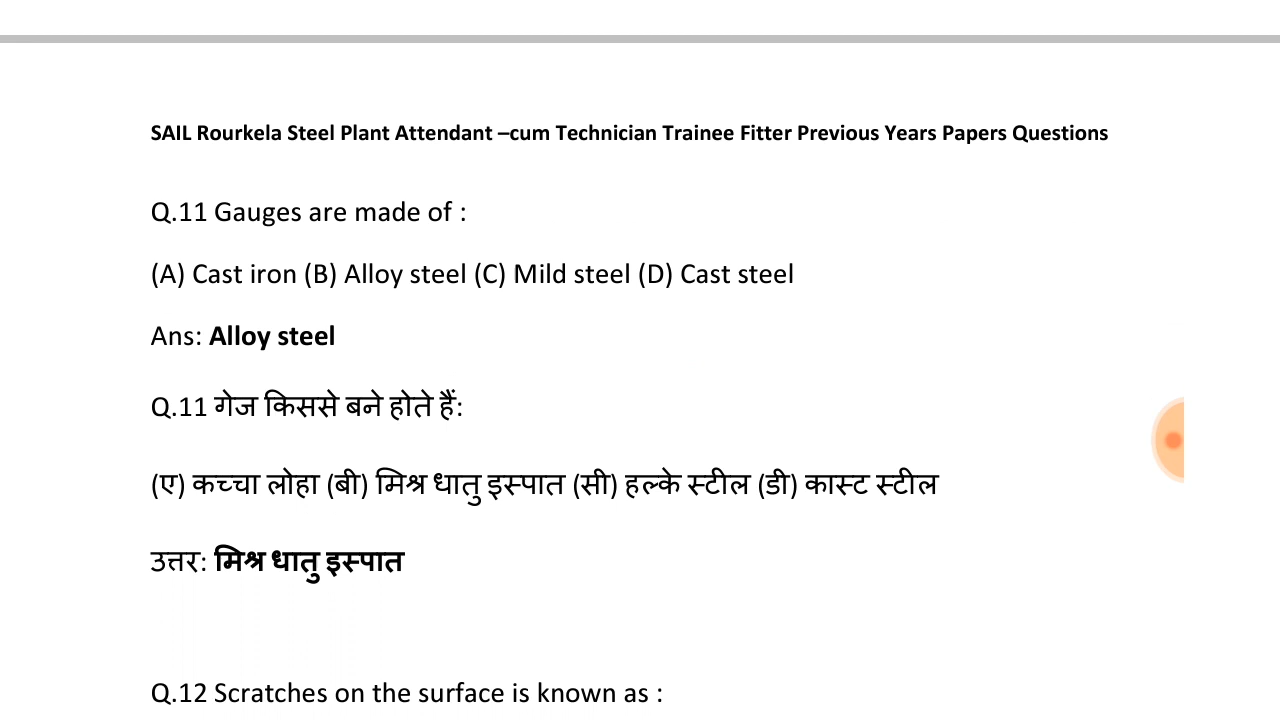 SAIL Rourkela Steel Plant Attendant –cum Technician Trainee Fitter Previous Years Papers Questions
Q.11 Gauges are made of :
(A) Cast iron (B) Alloy steel (C) Mild steel (D) Cast steel
Ans: Alloy steel
Q.11 गेज किससे बने होते हैं:
(ए) कच्चा लोहा (बी) मिश्र धातु इस्पात (सी) हल्के स्टील (डी) कास्ट स्टील
उत्तर: मिश्र धातु इस्पात
Q.12 Scratches on the surface is known as :